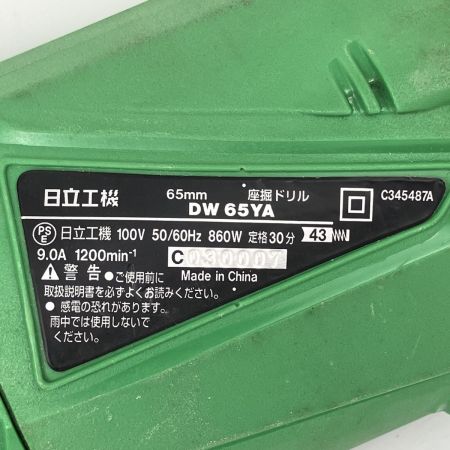 日立工機 65mm 座掘ドリル C345487A
DW 65YA
PS E 日立工機 100V 50/60Hz 860W 定格30分 43 NNN
9.0A 1200min⁻¹ C030007
⚠警告 ●ご使用前に Made in China
取扱説明書を必ずよくお読みください。
●感電の恐れがあります。
雨中では使用しないで
ください。